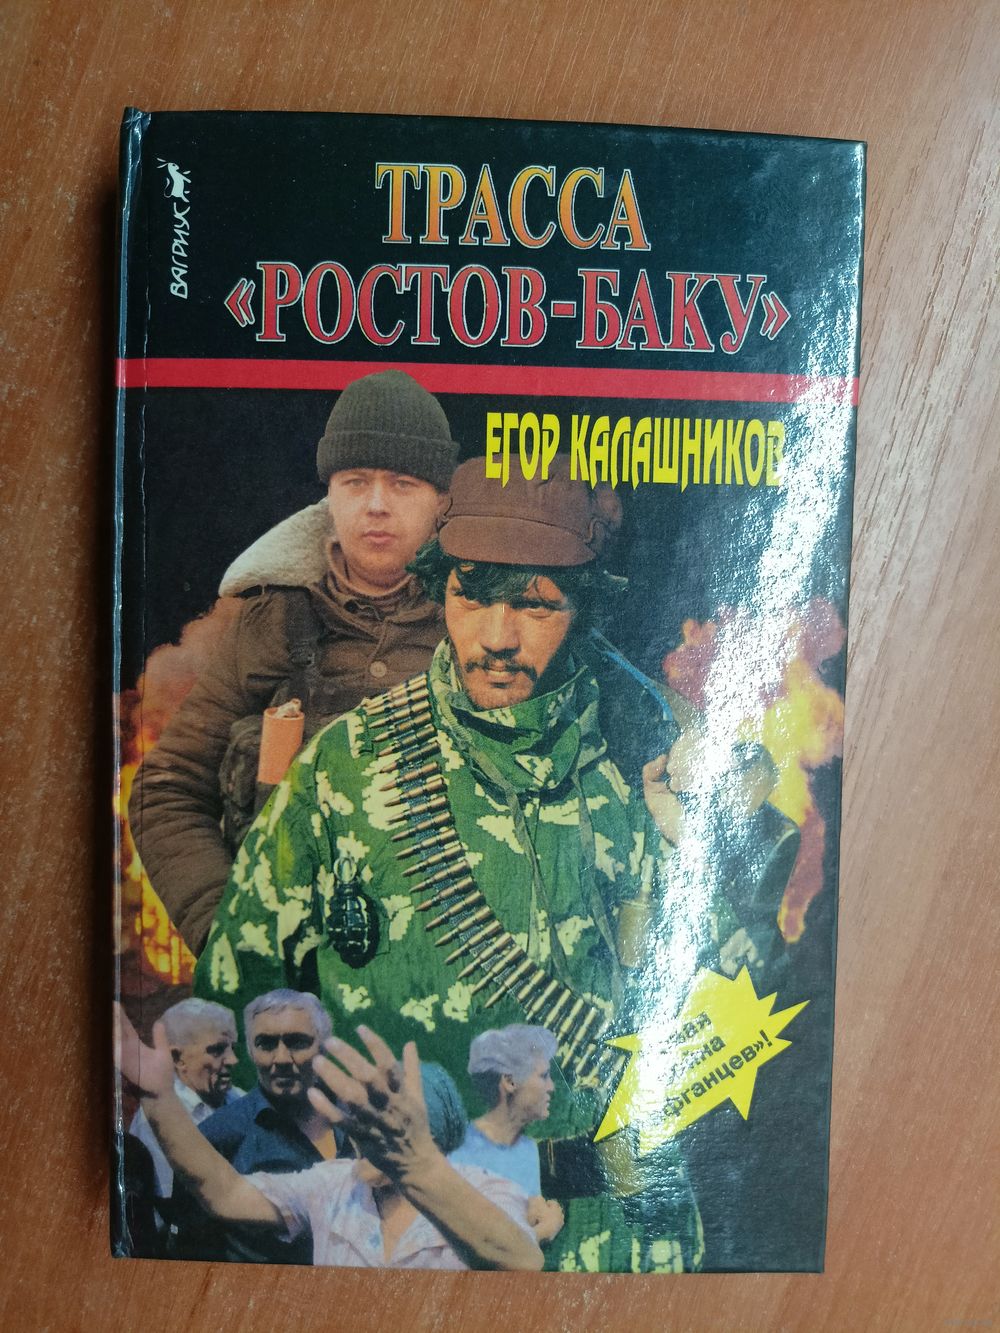 ВАГРИУС
ТРАССА
«РОСТОВ-БАКУ»
ЕГОР КАЛАШНИКОВ